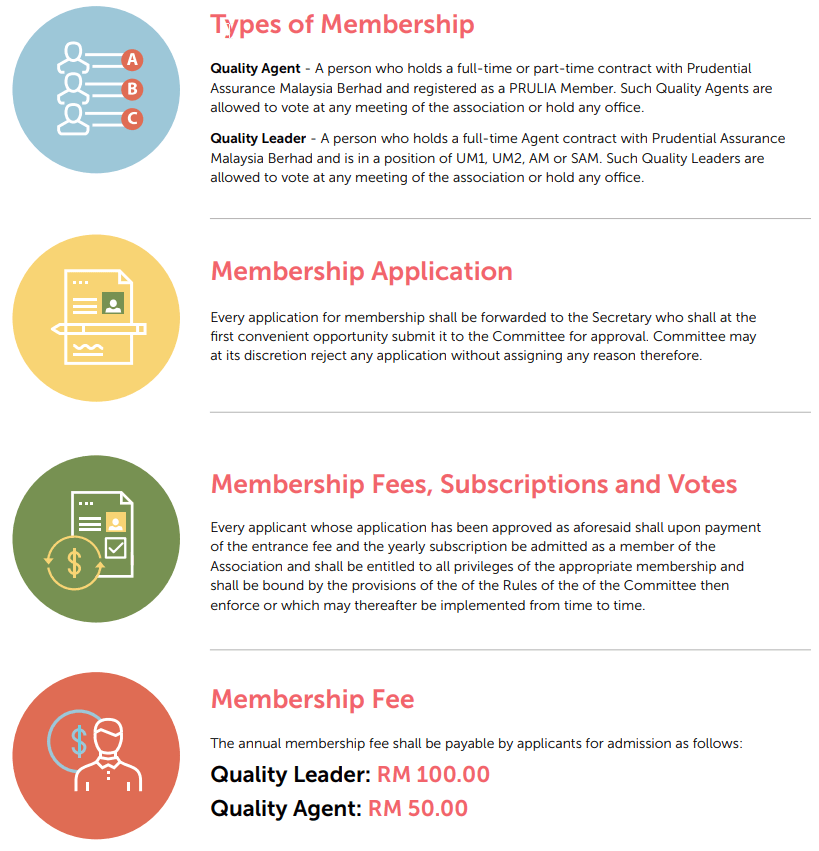 Types of Membership
A
B
C
Quality Agent - A person who holds a full-time or part-time contract with Prudential
Assurance Malaysia Berhad and registered as a PRULIA Member. Such Quality Agents are
allowed to vote at any meeting of the association or hold any office.
Quality Leader - A person who holds a full-time Agent contract with Prudential Assurance
Malaysia Berhad and is in a position of UM1, UM2, AM or SAM. Such Quality Leaders are
allowed to vote at any meeting of the association or hold any office.
Membership Application
Every application for membership shall be forwarded to the Secretary who shall at the
first convenient opportunity submit it to the Committee for approval. Committee may
at its discretion reject any application without assigning any reason therefore.
Membership Fees, Subscriptions and Votes
Every applicant whose application has been approved as aforesaid shall upon payment
of the entrance fee and the yearly subscription be admitted as a member of the
Association and shall be entitled to all privileges of the appropriate membership and
shall be bound by the provisions of the of the Rules of the of the Committee then
enforce or which may thereafter be implemented from time to time.
$
Membership Fee
$
The annual membership fee shall be payable by applicants for admission as follows:
Quality Leader: RM 100.00
Quality Agent: RM 50.00